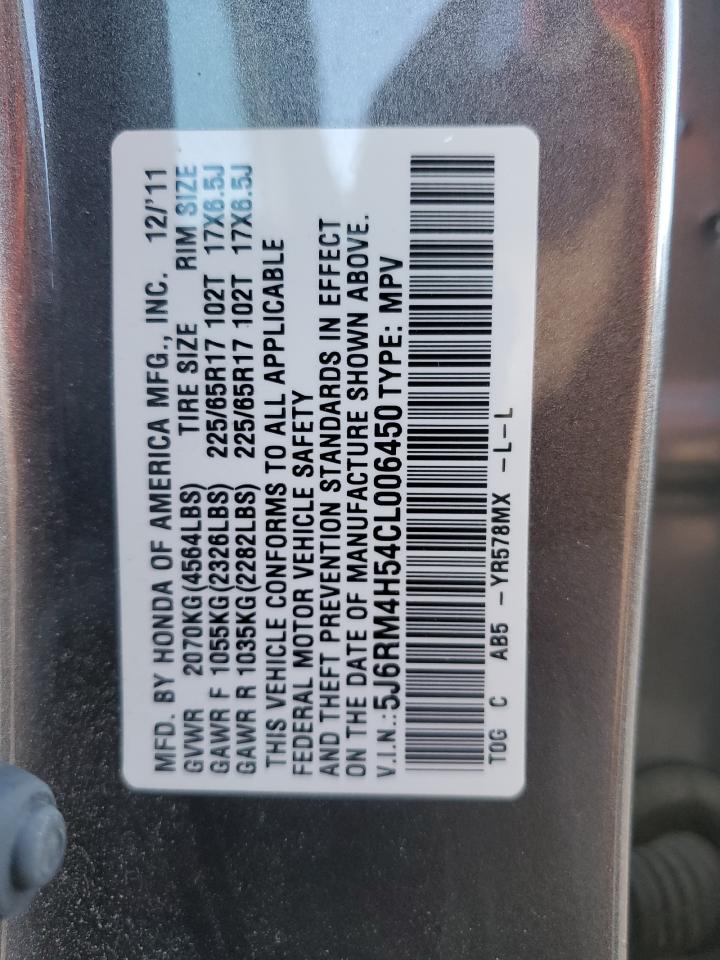 MFD. BY HONDA OF AMERICA MFG., INC. 12/'11
GVWR 2070KG(4564LBS) TIRE SIZE RIM SIZE
GAWR F 1055KG(2326LBS) 225/65R17 102T 17X6.5J
GAWR R 1035KG(2282LBS) 225/65R17 102T 17X6.5J
THIS VEHICLE CONFORMS TO ALL APPLICABLE
FEDERAL MOTOR VEHICLE SAFETY
AND THEFT PREVENTION STANDARDS IN EFFECT
ON THE DATE OF MANUFACTURE SHOWN ABOVE.
V.I.N.:5J6RM4H54CL006450 TYPE: MPV
T0G C AB5 -YR578MX -L-L